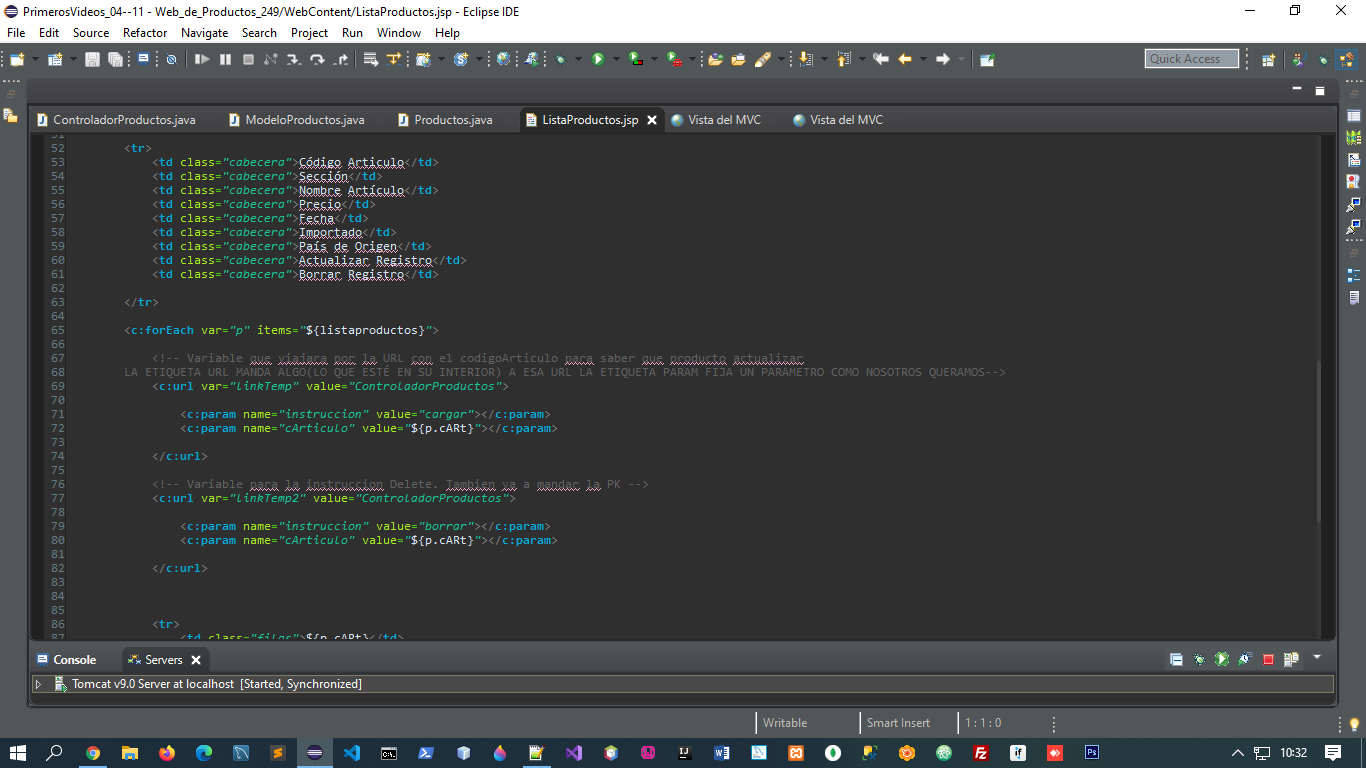 PrimerosVideos_04--11 - Web_de_Productos_249/WebContent/ListaProductos.jsp - Eclipse IDE
File Edit Source Refactor Navigate Search Project Run Window Help
Quick Access
ControladorProductos.java ModeloProductos.java Productos.java ListaProductos.jsp Vista del MVC Vista del MVC
51
52 <tr>
53 <td class="cabecera">Código Articulo</td>
54 <td class="cabecera">Sección</td>
55 <td class="cabecera">Nombre Artículo</td>
56 <td class="cabecera">Precio</td>
57 <td class="cabecera">Fecha</td>
58 <td class="cabecera">Importado</td>
59 <td class="cabecera">País de Origen</td>
60 <td class="cabecera">Actualizar Registro</td>
61 <td class="cabecera">Borrar Registro</td>
62
63 </tr>
64
65 <c:forEach var="p" items="${listaproductos}">
66
67 <!-- Variable que viajara por la URL con el codigoArticulo para saber que producto actualizar
68 LA ETIQUETA URL MANDA ALGO(LO QUE ESTÉ EN SU INTERIOR) A ESA URL LA ETIQUETA PARAM FIJA UN PARAMETRO COMO NOSOTROS QUERAMOS-->
69 <c:url var="linkTemp" value="ControladorProductos">
70
71 <c:param name="instruccion" value="cargar"></c:param>
72 <c:param name="cArticulo" value="${p.cARt}"></c:param>
73
74 </c:url>
75
76 <!-- Variable para la instruccion Delete. Tambien va a mandar la PK -->
77 <c:url var="linkTemp2" value="ControladorProductos">
78
79 <c:param name="instruccion" value="borrar"></c:param>
80 <c:param name="cArticulo" value="${p.cARt}"></c:param>
81
82 </c:url>
83
84
85
86 <tr>
87 <td class="filas">${p.cARt}</td>
Console Servers
Tomcat v9.0 Server at localhost [Started, Synchronized]
Writable Smart Insert 1 : 1 : 0
10:32